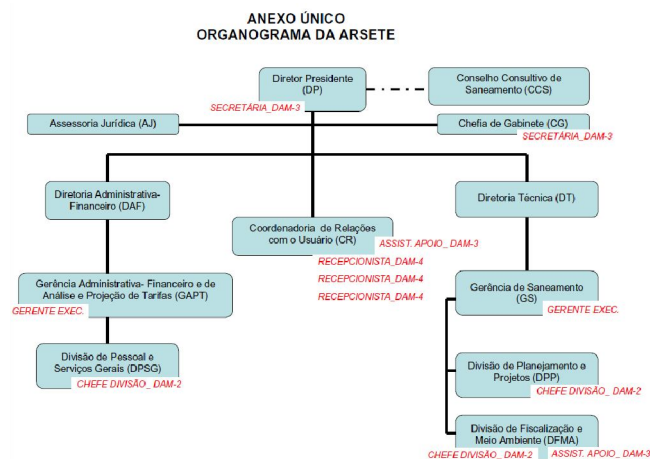 ANEXO ÚNICO
ORGANOGRAMA DA ARSETE
Diretor Presidente
(DP)
SECRETÁRIA_DAM-3
Conselho Consultivo de
Saneamento (CCS)
Assessoria Jurídica (AJ)
Chefia de Gabinete (CG)
SECRETÁRIA_DAM-3
Diretoria Administrativa-
Financeiro (DAF)
Diretoria Técnica (DT)
Coordenadoria de Relações
com o Usuário (CR)
ASSIST. APOIO_DAM-3
RECEPCIONISTA_DAM-4
RECEPCIONISTA_DAM-4
RECEPCIONISTA_DAM-4
Gerência Administrativa- Financeiro e de
Análise e Projeção de Tarifas (GAPT)
GERENTE EXEC.
Gerência de Saneamento
(GS)
GERENTE EXEC.
Divisão de Pessoal e
Serviços Gerais (DPSG)
CHEFE DIVISÃO_ DAM-2
Divisão de Planejamento e
Projetos (DPP)
CHEFE DIVISÃO_ DAM-2
Divisão de Fiscalização e
Meio Ambiente (DFMA)
CHEFE DIVISÃO_ DAM-2
ASSIST. APOIO_DAM-3